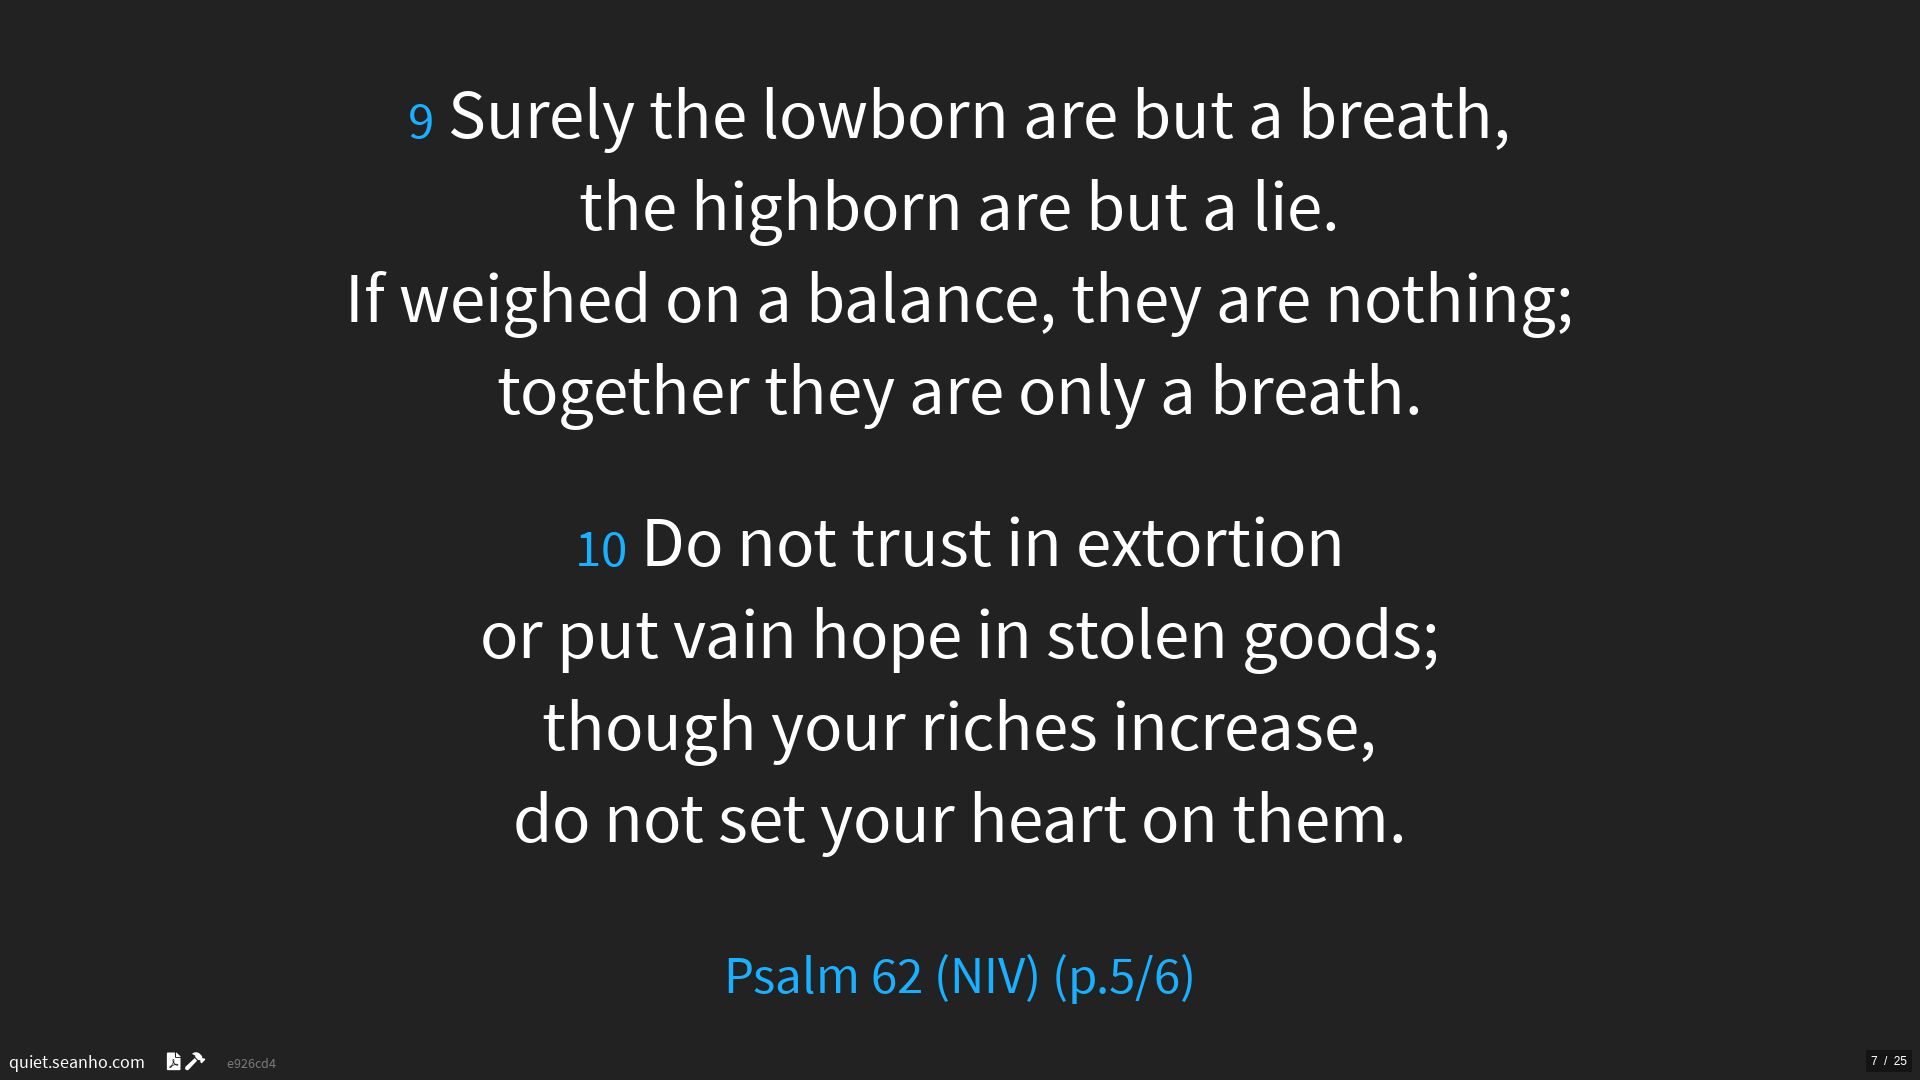 9 Surely the lowborn are but a breath,
the highborn are but a lie.
If weighed on a balance, they are nothing;
together they are only a breath.
10 Do not trust in extortion
or put vain hope in stolen goods;
though your riches increase,
do not set your heart on them.
Psalm 62 (NIV) (p.5/6)
quiet.seanho.com e926cd4
7 / 25